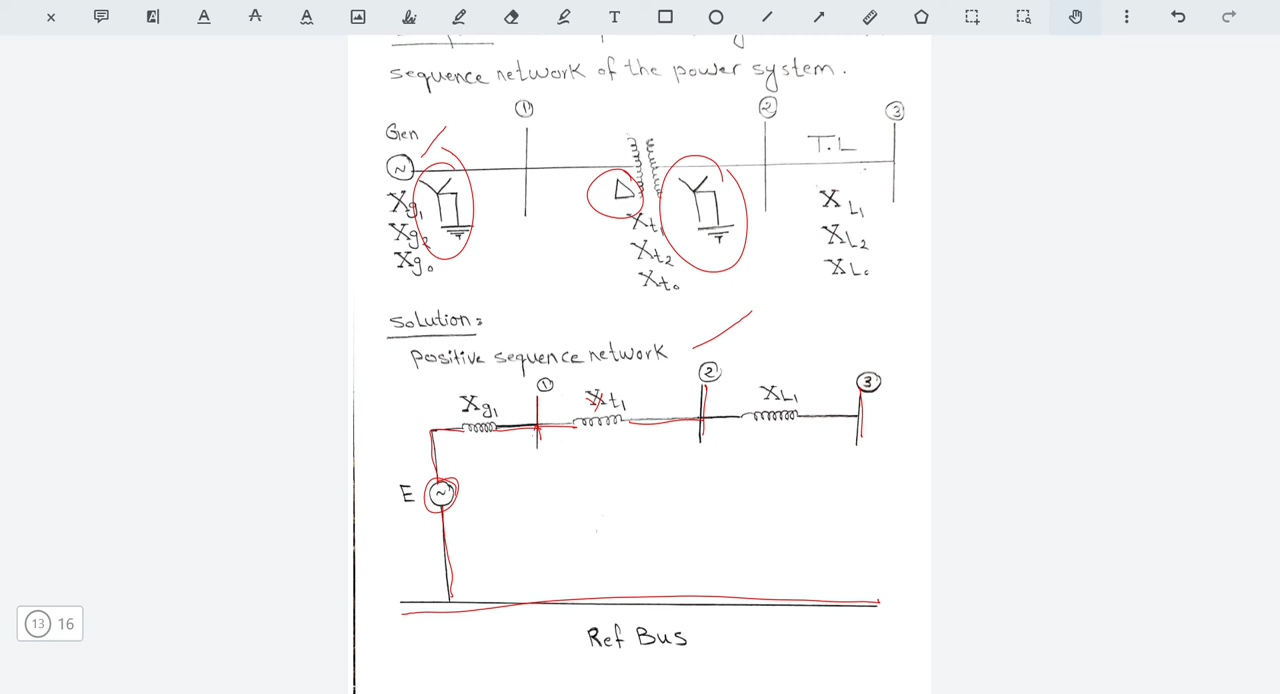 sequence network of the power system.
1 2 3
Gen
T.L
Xg1 Xt1 XL1
Xg2 Xt2 XL2
Xg0 Xt0 XL0
Solution:
positive sequence network
1 2 3
Xg1 Xt1 XL1
E
Ref Bus
13 16